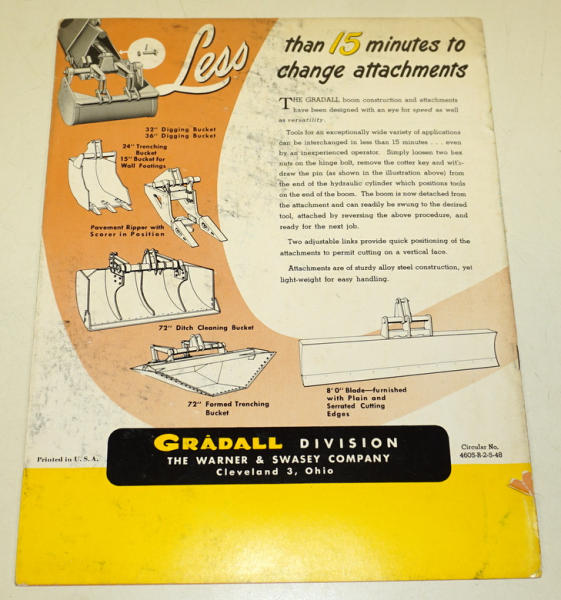 Less
than 15 minutes to
change attachments
32" Digging Bucket
36" Digging Bucket
24" Trenching
Bucket
15" Bucket for
Wall Footings
Pavement Ripper with
Scorer in Position
72" Ditch Cleaning Bucket
72" Formed Trenching
Bucket
THE GRADALL boom construction and attachments
have been designed with an eye for speed as well
as versatility.
Tools for an exceptionally wide variety of applications
can be interchanged in less than 15 minutes . . . even
by an inexperienced operator. Simply loosen two hex
nuts on the hinge bolt, remove the cotter key and with-
draw the pin (as shown in the illustration above) from
the end of the hydraulic cylinder which positions tools
on the end of the boom. The boom is now detached from
the attachment and can readily be swung to the desired
tool, attached by reversing the above procedure, and
ready for the next job.
Two adjustable links provide quick positioning of the
attachments to permit cutting on a vertical face.
Attachments are of sturdy alloy steel construction, yet
light-weight for easy handling.
8' 0" Blade—furnished
with Plain and
Serrated Cutting
Edges
GRADALL DIVISION
THE WARNER & SWASEY COMPANY
Cleveland 3, Ohio
Printed in U. S. A.
Circular No.
4605-R-2-5-48